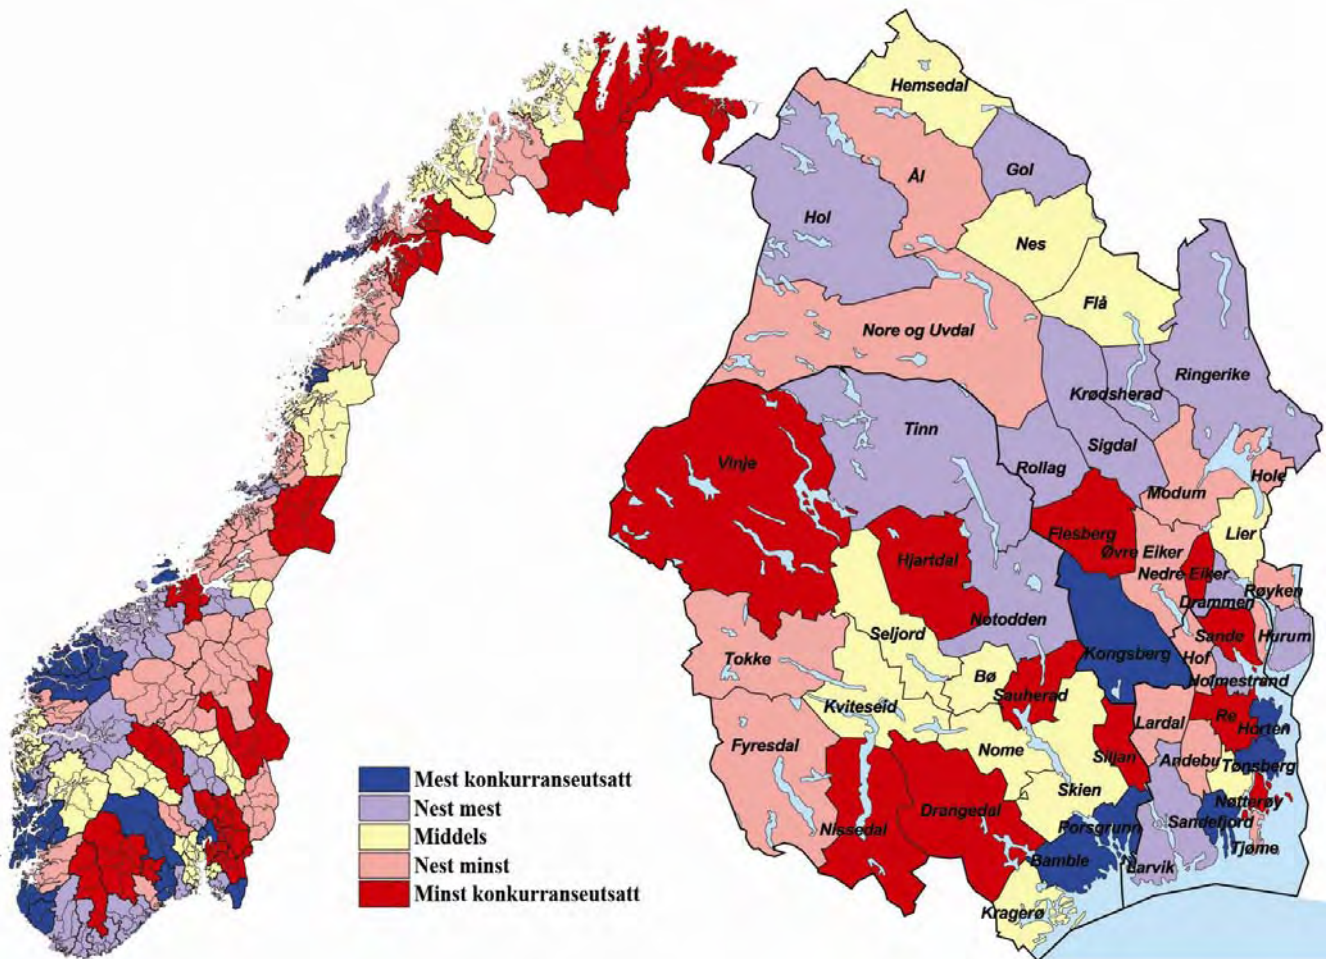 Hemsedal
Ål
Gol
Hol
Nes
Flå
Nore og Uvdal
Ringerike
Krødsherad
Tinn
Sigdal
Rollag
Vinje
Modum
Hole
Flesberg
Lier
Øvre Eiker
Hjartdal
Nedre Eiker
Røyken
Drammen
Notodden
Seljord
Sande
Hurum
Kongsberg
Hof
Tokke
Bø
Holmestrand
Sauherad
Kviteseid
Re
Lardal
Horten
Fyresdal
Nome
Siljan
Andebu
Tønsberg
Skien
Nøtterøy
Drangedal
Nissedal
Porsgrunn
Sandefjord
Tjøme
Bamble
Larvik
Kragerø
Mest konkurranseutsatt
Nest mest
Middels
Nest minst
Minst konkurranseutsatt